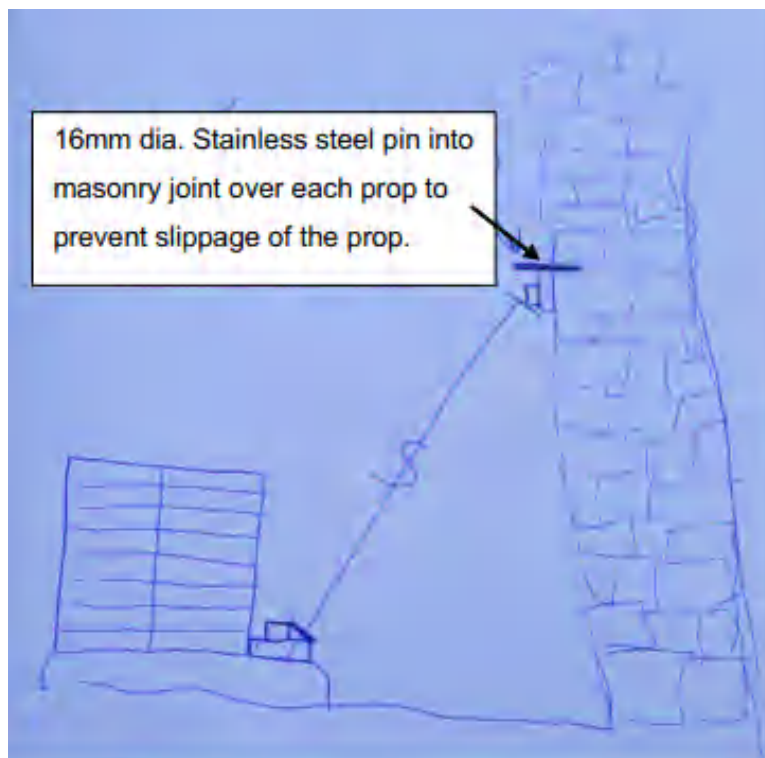 16mm dia. Stainless steel pin into
masonry joint over each prop to
prevent slippage of the prop.